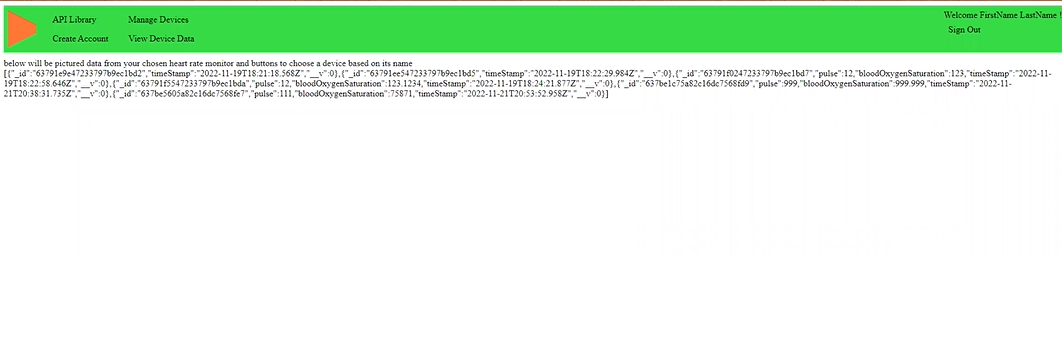 API Library Manage Devices
Welcome FirstName LastName !
Create Account View Device Data
Sign Out
below will be pictured data from your chosen heart rate monitor and buttons to choose a device based on its name
[{"_id":"63791e9e47233797b9ec1bd2","timeStamp":"2022-11-19T18:21:18.568Z","__v":0},{"_id":"63791ee547233797b9ec1bd5","timeStamp":"2022-11-19T18:22:29.984Z","__v":0},{"_id":"63791f0247233797b9ec1bd7","pulse":12,"bloodOxygenSaturation":123,"timeStamp":"2022-11-
19T18:22:58.646Z","__v":0},{"_id":"63791f5547233797b9ec1bda","pulse":12,"bloodOxygenSaturation":123.1234,"timeStamp":"2022-11-19T18:24:21.877Z","__v":0},{"_id":"637be1c75a82c16dc7568fd9","pulse":999,"bloodOxygenSaturation":999.999,"timeStamp":"2022-11-
21T20:38:31.735Z","__v":0},{"_id":"637be5605a82c16dc7568fe7","pulse":111,"bloodOxygenSaturation":75871,"timeStamp":"2022-11-21T20:53:52.958Z","__v":0}]